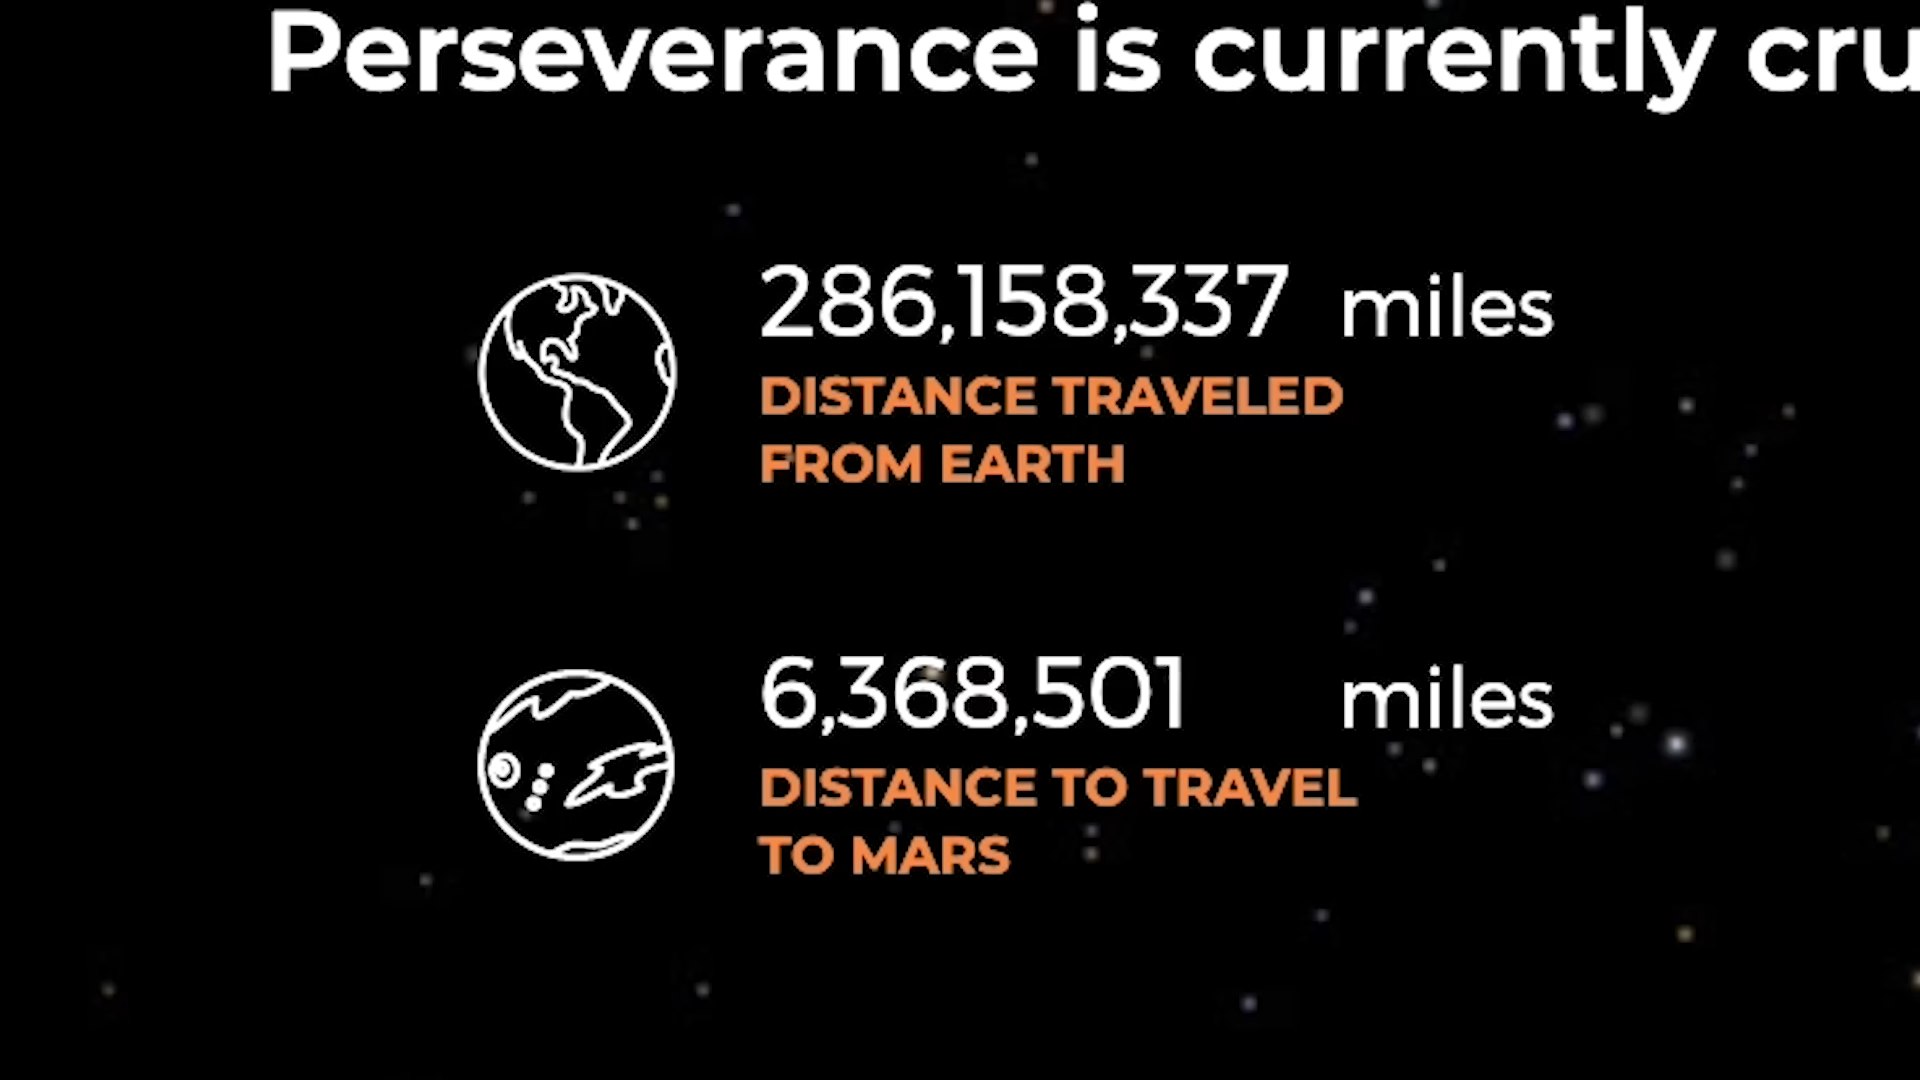 Perseverance is currently cru
286,158,337 miles
DISTANCE TRAVELED
FROM EARTH
6,368,501 miles
DISTANCE TO TRAVEL
TO MARS